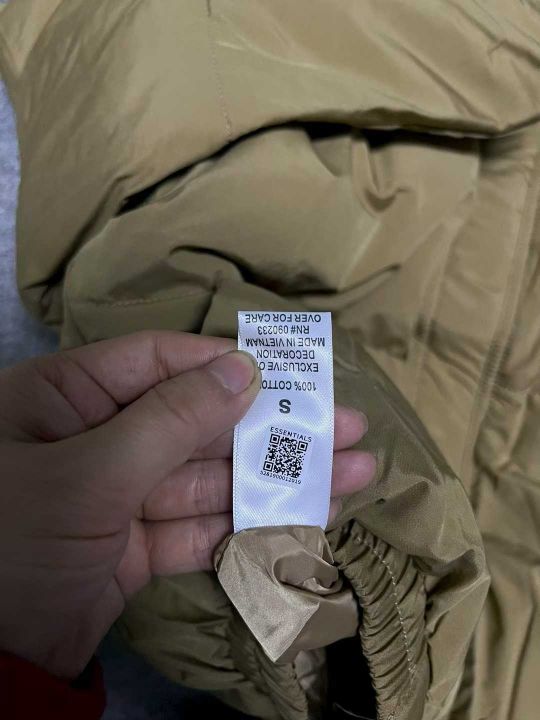 S
100% COTTO
EXCLUSIVE O
DECORATION
MADE IN VIETNAM
RN# 090233
OVER FOR CARE
ESSENTIALS